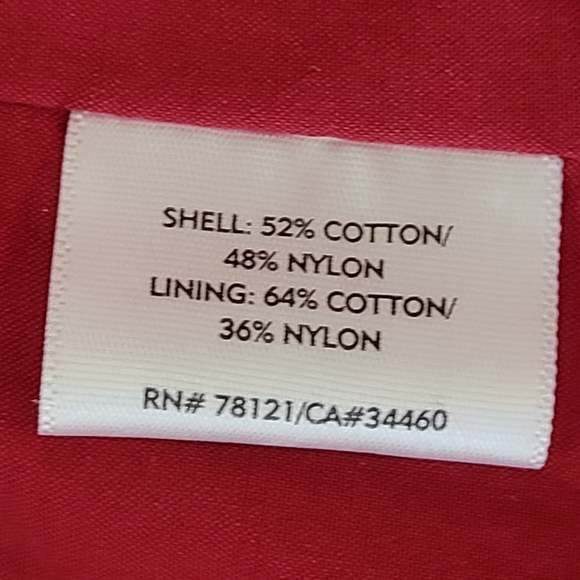 SHELL: 52% COTTON/
48% NYLON
LINING: 64% COTTON/
36% NYLON
RN# 78121/CA#34460